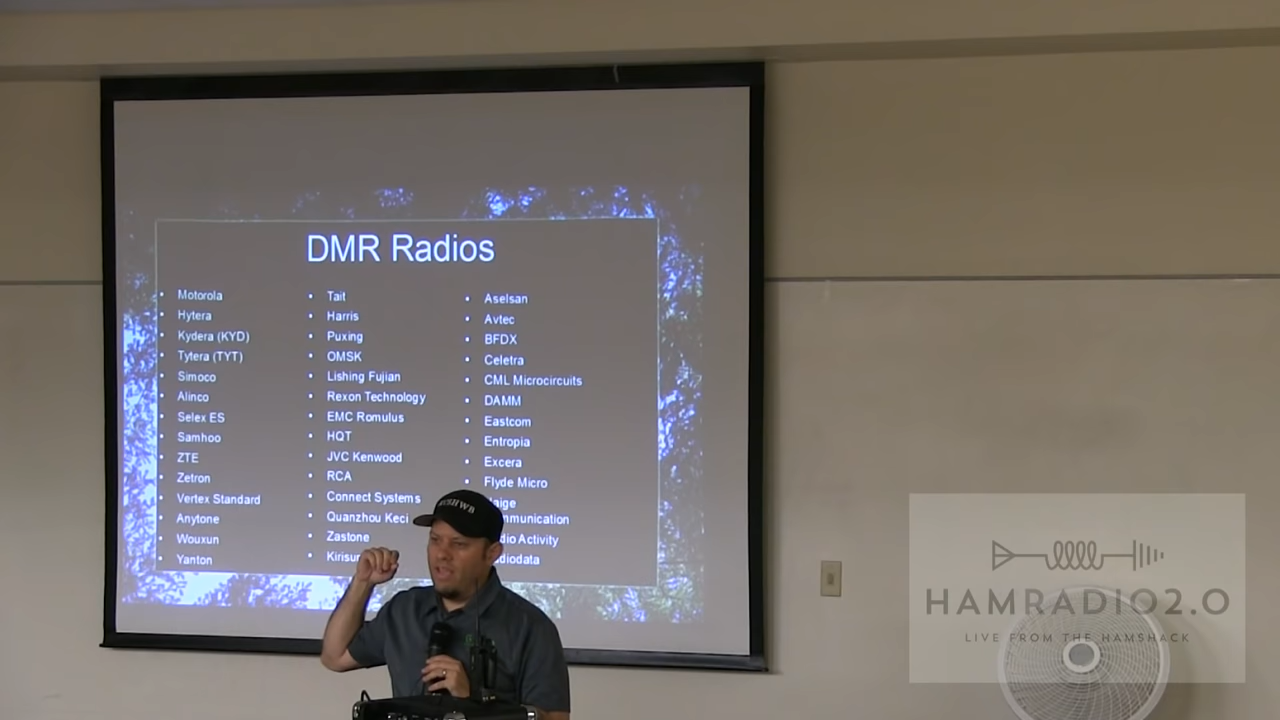 DMR Radios
• Motorola
• Hytera
• Kydera (KYD)
• Tytera (TYT)
• Simoco
• Alinco
• Selex ES
• Samhoo
• ZTE
• Zetron
• Vertex Standard
• Anytone
• Wouxun
• Yanton
• Tait
• Harris
• Puxing
• OMSK
• Lishing Fujian
• Rexon Technology
• EMC Romulus
• HQT
• JVC Kenwood
• RCA
• Connect Systems
• Quanzhou Keci
• Zastone
• Kirisun
• Aselsan
• Avtec
• BFDX
• Celetra
• CML Microcircuits
• DAMM
• Eastcom
• Entropia
• Excera
• Flyde Micro
Activity
HAMRADIO2.0
LIVE FROM THE HAMSHACK